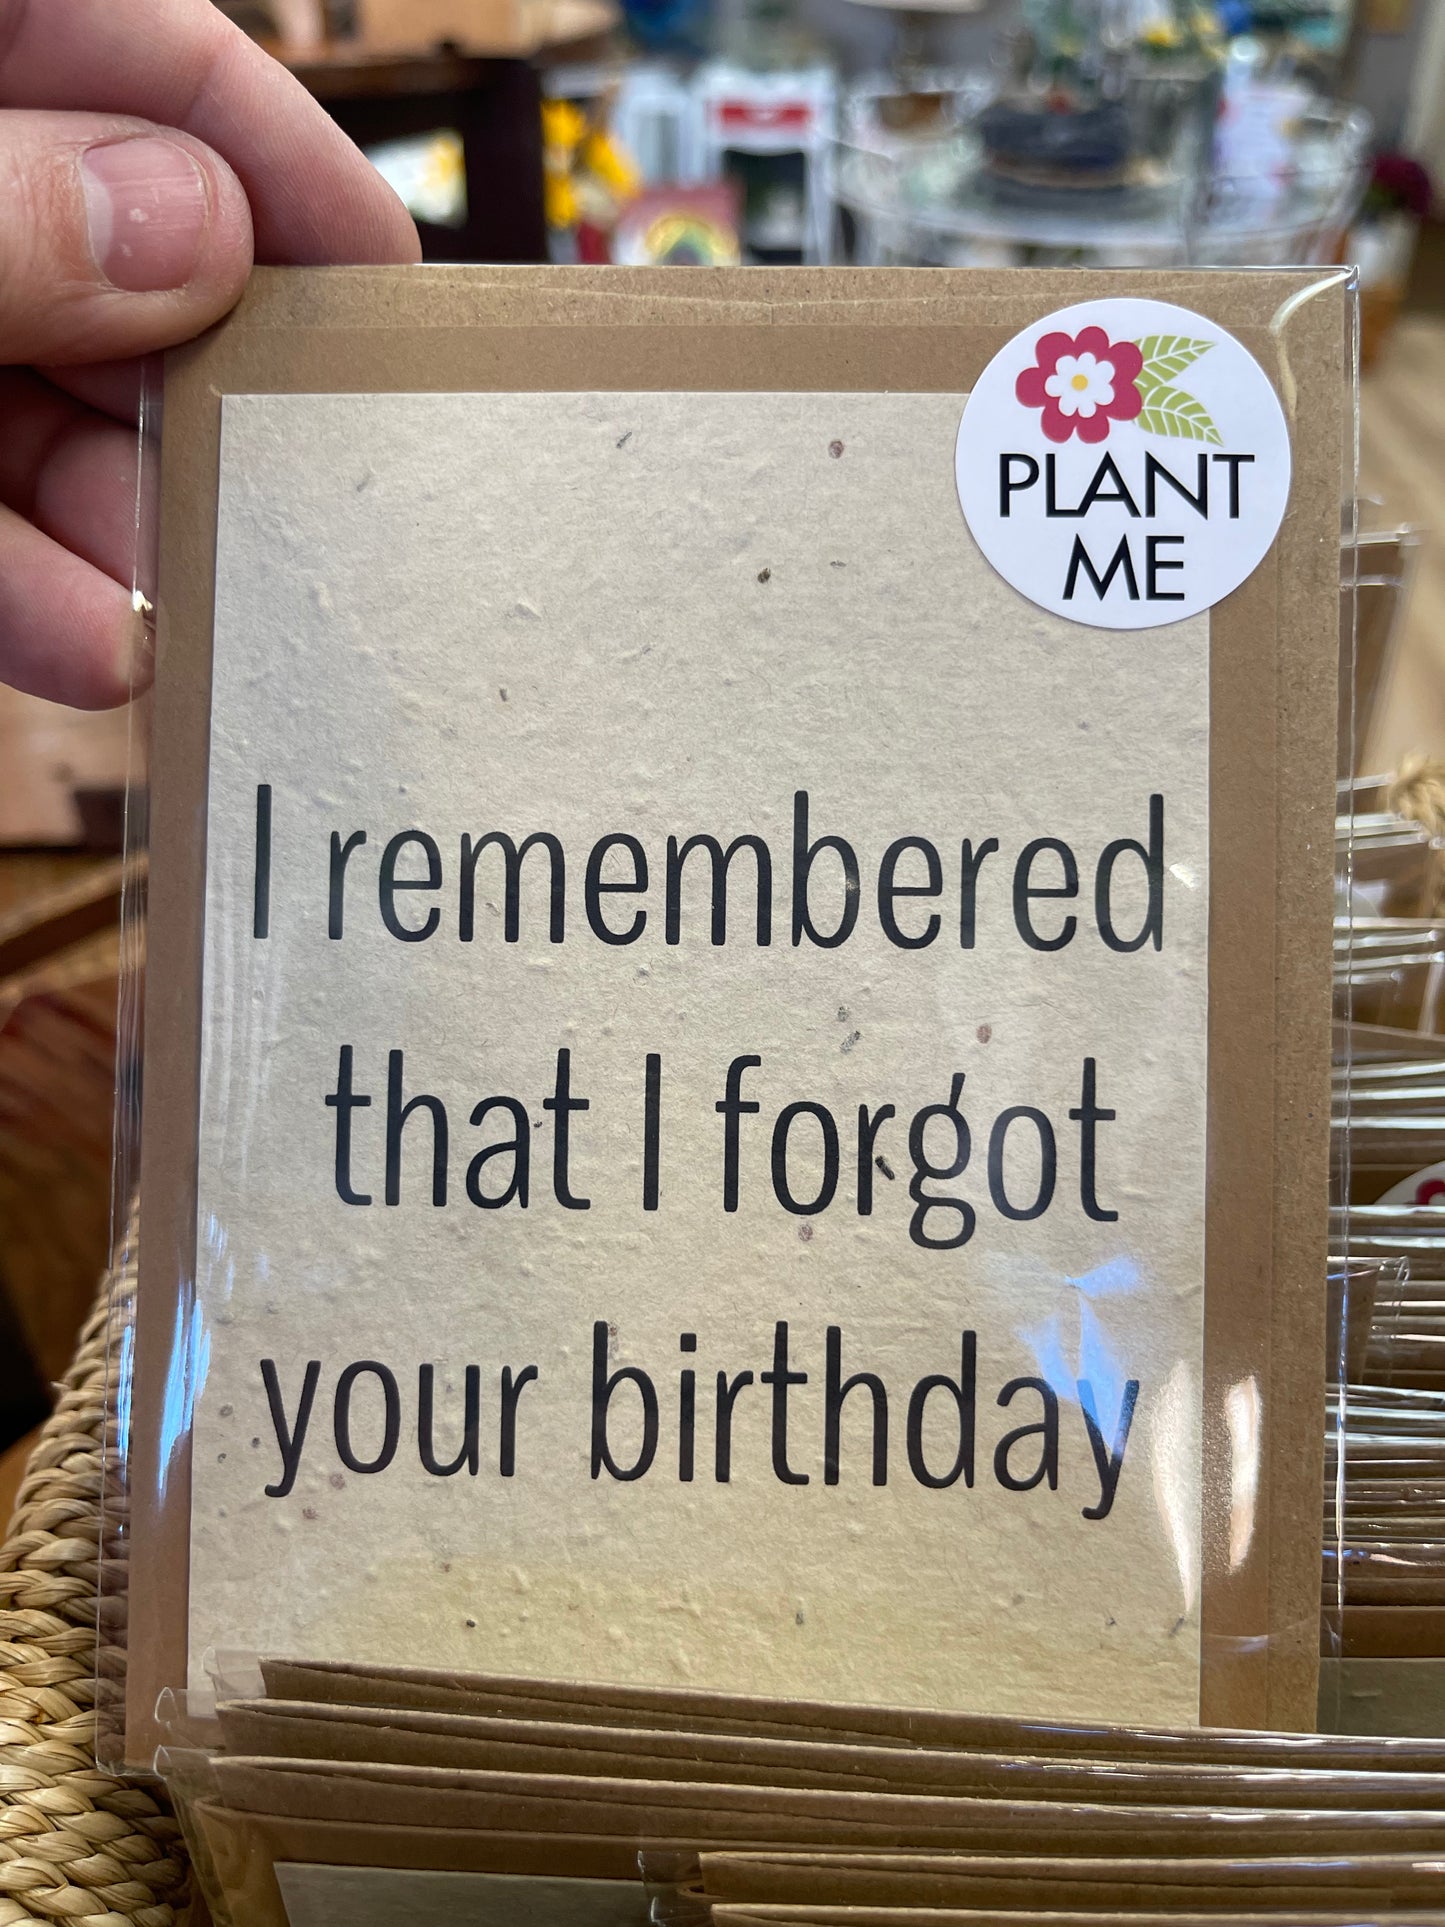 PLANT
ME
I remembered
that I forgot
your birthday